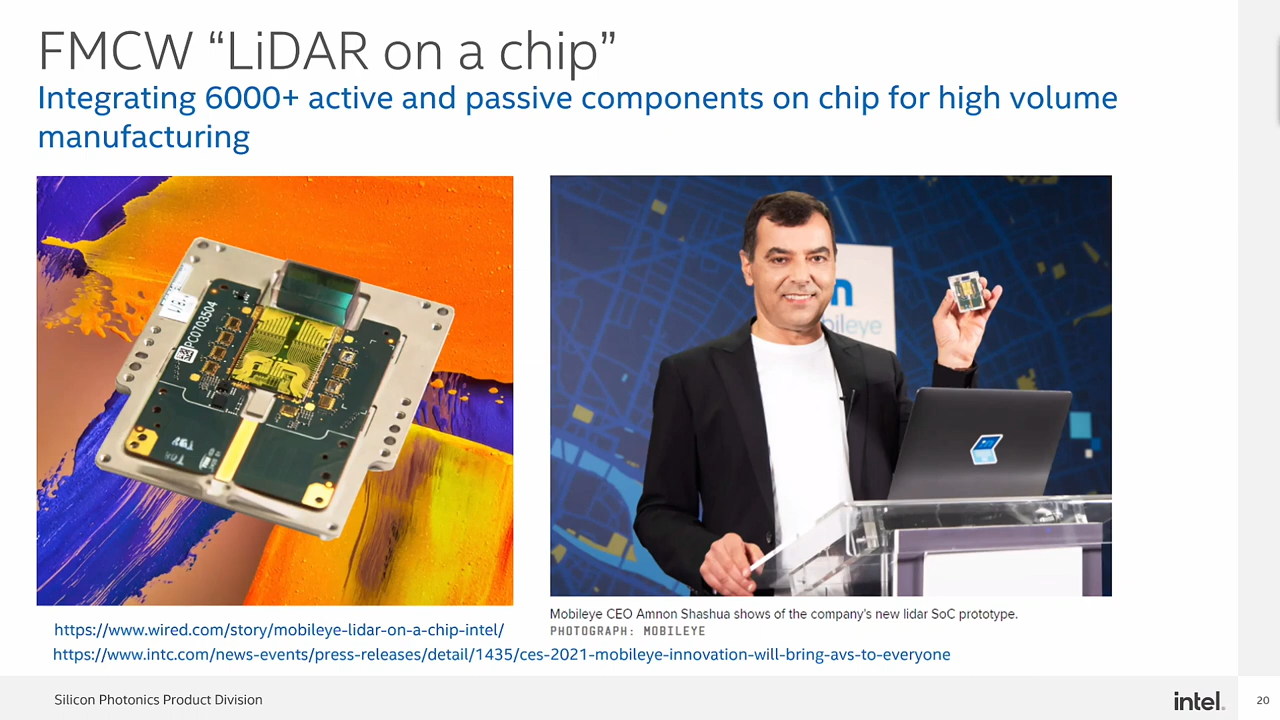 FMCW “LiDAR on a chip”
Integrating 6000+ active and passive components on chip for high volume
manufacturing
PC0703504
mobileye
Mobileye CEO Amnon Shashua shows of the company's new lidar SoC prototype.
PHOTOGRAPH: MOBILEYE
https://www.wired.com/story/mobileye-lidar-on-a-chip-intel/
https://www.intc.com/news-events/press-releases/detail/1435/ces-2021-mobileye-innovation-will-bring-avs-to-everyone
Silicon Photonics Product Division
intel.
20